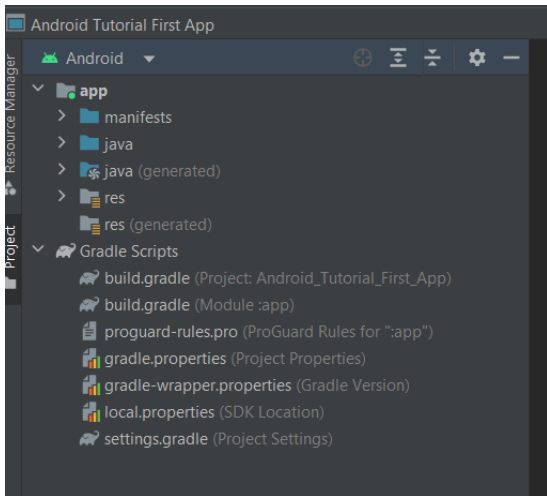 Android Tutorial First App
Android
Resource Manager
Project
app
manifests
java
java (generated)
res
res (generated)
Gradle Scripts
build.gradle (Project: Android_Tutorial_First_App)
build.gradle (Module :app)
proguard-rules.pro (ProGuard Rules for ":app")
gradle.properties (Project Properties)
gradle-wrapper.properties (Gradle Version)
local.properties (SDK Location)
settings.gradle (Project Settings)